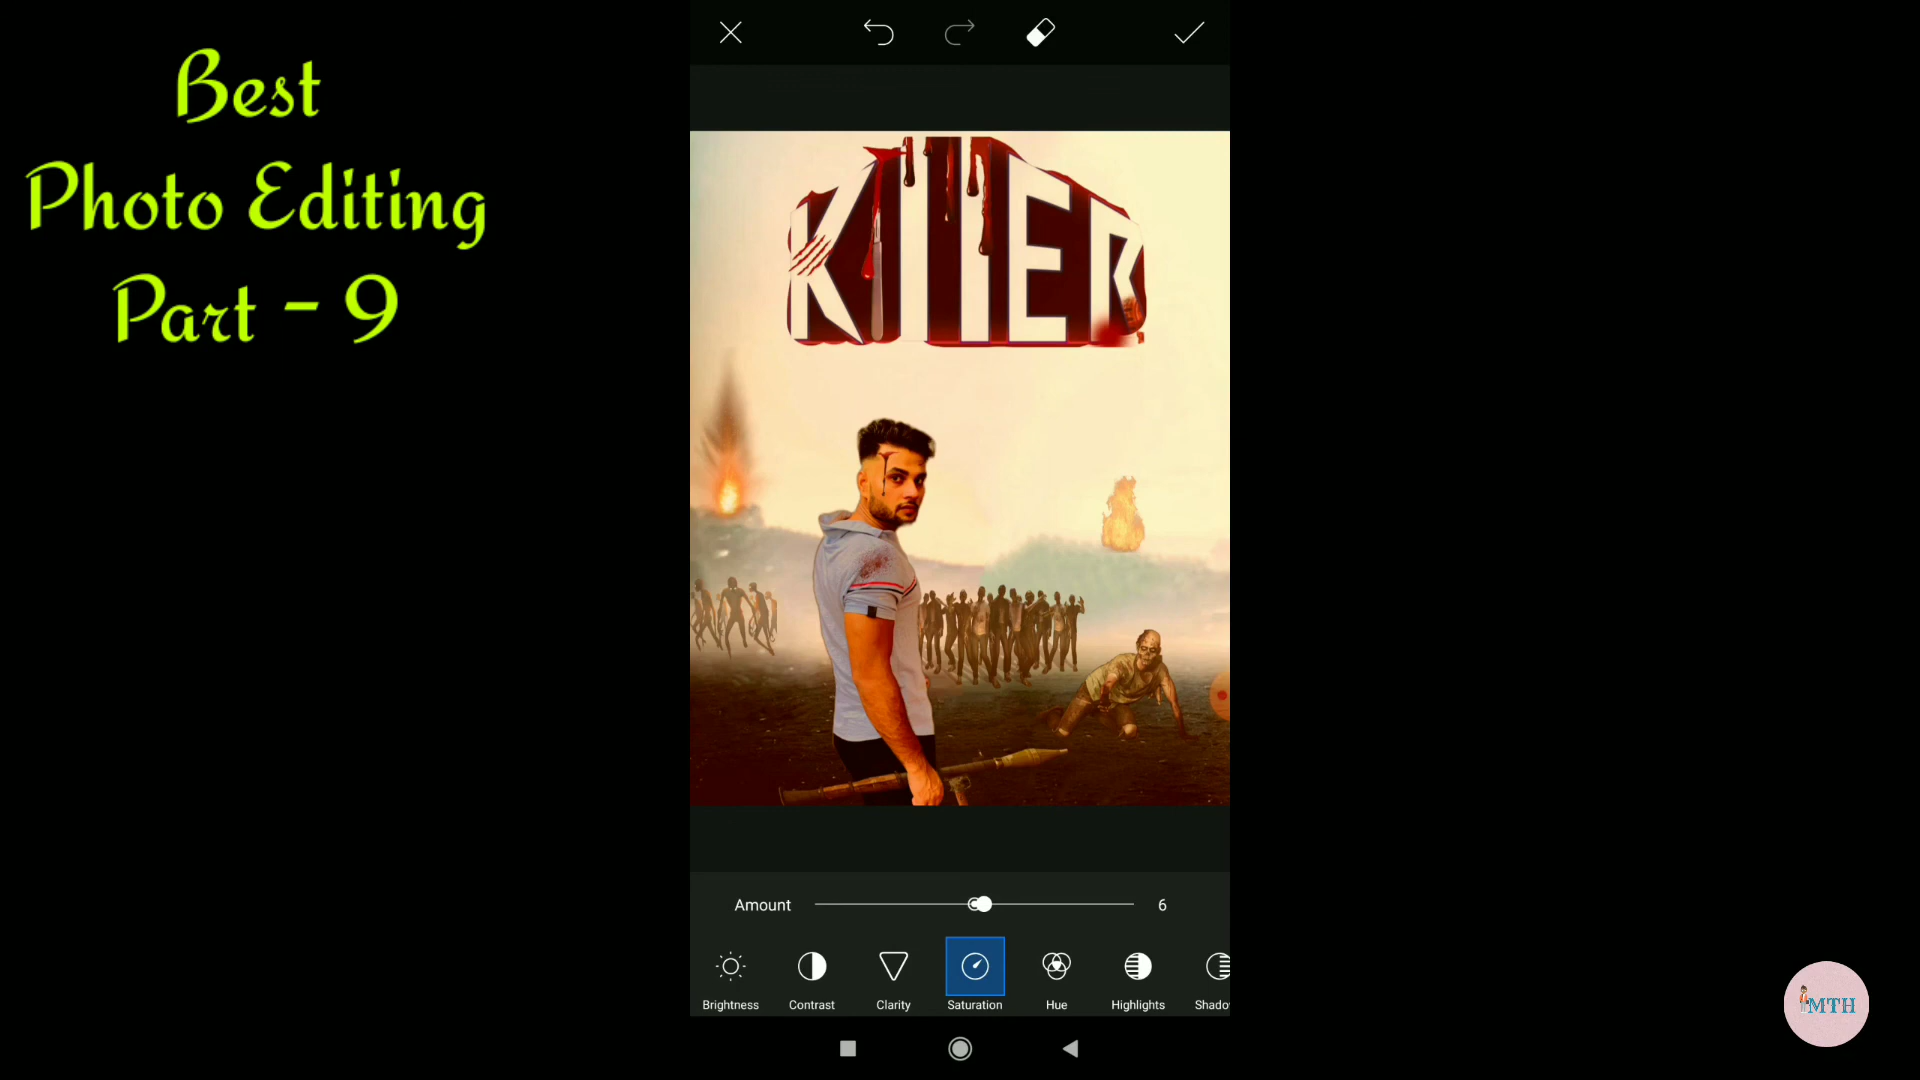 Best
Photo Editing
Part - 9
KIllER
Amount 6
Brightness Contrast Clarity Saturation Hue Highlights Shado
MTH